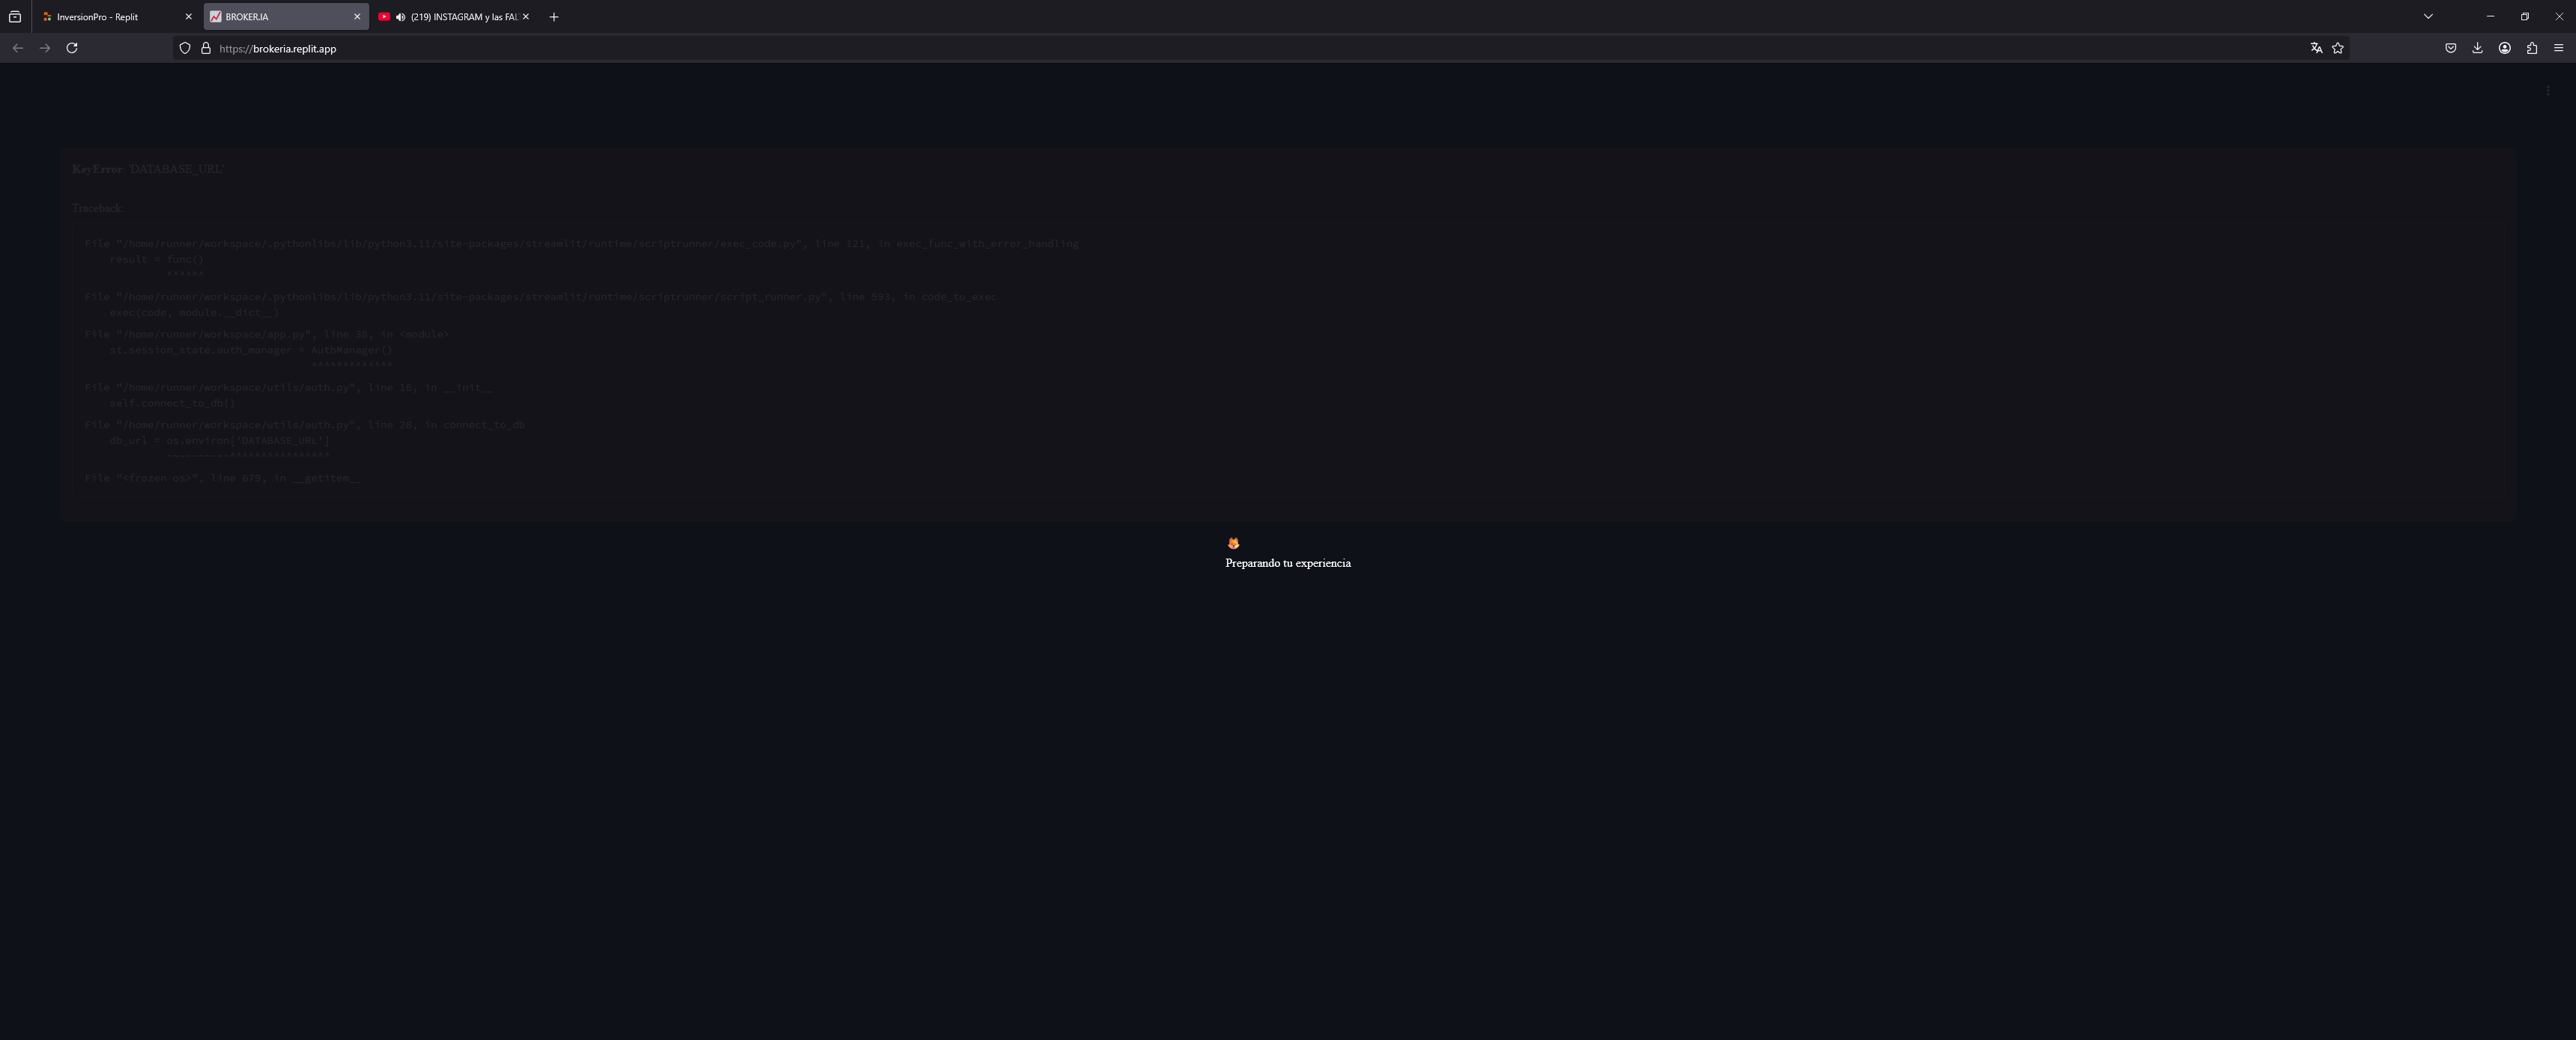 InversionPro - Replit
BROKER.IA
(219) INSTAGRAM y las FAL
https://brokeria.replit.app
KeyError: 'DATABASE_URL'
Traceback:
File "/home/runner/workspace/.pythonlibs/lib/python3.11/site-packages/streamlit/runtime/scriptrunner/exec_code.py", line 121, in exec_func_with_error_handling
result = func()
^^^^^^
File "/home/runner/workspace/.pythonlibs/lib/python3.11/site-packages/streamlit/runtime/scriptrunner/script_runner.py", line 593, in code_to_exec
exec(code, module.__dict__)
File "/home/runner/workspace/app.py", line 38, in <module>
st.session_state.auth_manager = AuthManager()
^^^^^^^^^^^^^
File "/home/runner/workspace/utils/auth.py", line 16, in __init__
self.connect_to_db()
File "/home/runner/workspace/utils/auth.py", line 26, in connect_to_db
db_url = os.environ['DATABASE_URL']
~~~~~~~~~~^^^^^^^^^^^^^^^^
File "<frozen os>", line 679, in __getitem__
Preparando tu experiencia